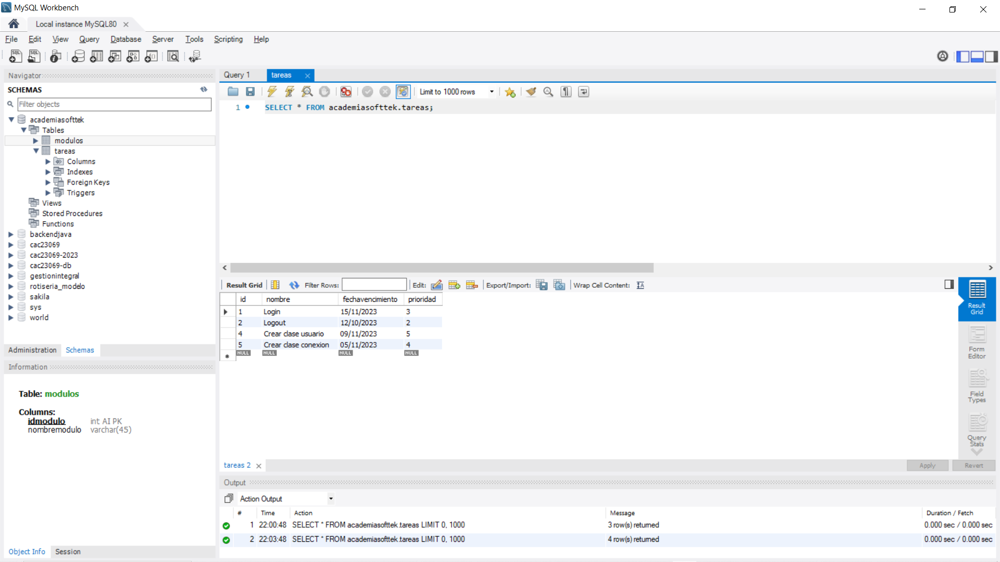 MySQL Workbench
Local instance MySQL80
File Edit View Query Database Server Tools Scripting Help
Navigator
SCHEMAS
Filter objects
academiasofttek
Tables
modulos
tareas
Columns
Indexes
Foreign Keys
Triggers
Views
Stored Procedures
Functions
backendjava
cac23069
cac23069-2023
cac23069-db
gestionintegral
rotiseria_modelo
sakila
sys
world
Administration Schemas
Information
Table: modulos
Columns:
idmodulo int AI PK
nombremodulo varchar(45)
Object Info Session
Query 1 tareas
Limit to 1000 rows
1 SELECT * FROM academiasofttek.tareas;
Result Grid Filter Rows: Edit: Export/Import: Wrap Cell Content:
id nombre fechavencimiento prioridad
1 Login 15/11/2023 3
2 Logout 12/10/2023 2
4 Crear clase usuario 09/11/2023 5
5 Crear clase conexion 05/11/2023 4
NULL NULL NULL NULL
Result
Grid
Form
Editor
Field
Types
Query
Stats
tareas 2
Apply Revert
Output
Action Output
# Time Action Message Duration / Fetch
1 22:00:48 SELECT * FROM academiasofttek.tareas LIMIT 0, 1000 3 row(s) returned 0.000 sec / 0.000 sec
2 22:03:48 SELECT * FROM academiasofttek.tareas LIMIT 0, 1000 4 row(s) returned 0.000 sec / 0.000 sec